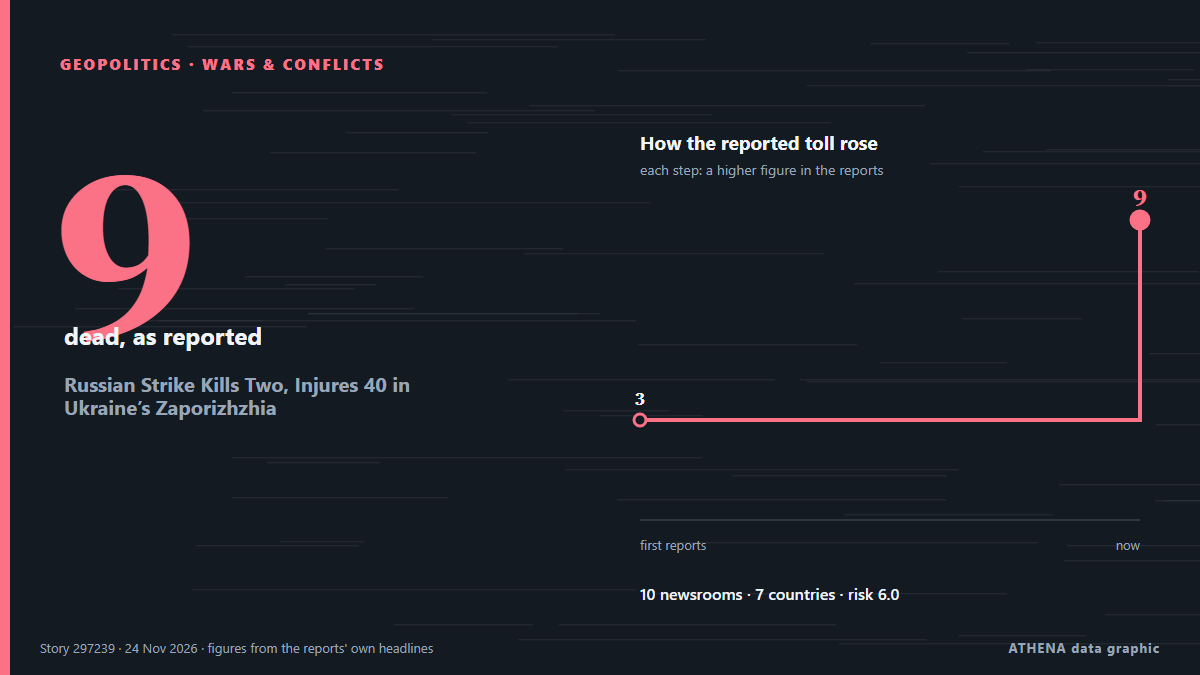 GEOPOLITICS · WARS & CONFLICTS
9
dead, as reported
Russian Strike Kills Two, Injures 40 in
Ukraine’s Zaporizhzhia
How the reported toll rose
each step: a higher figure in the reports
9
3
first reports
now
10 newsrooms · 7 countries · risk 6.0
Story 297239 · 24 Nov 2026 · figures from the reports' own headlines
ATHENA data graphic